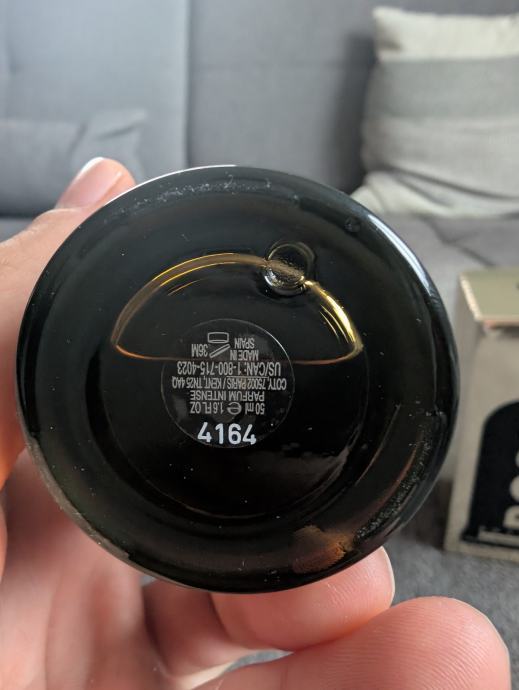 4164
50 ml e 1.6 FL.OZ
PARFUM INTENSE
COTY, 75002 PARIS / KENT, TN25 4AQ
US/CAN: 1-800-715-4023
MADE IN 36M
SPAIN